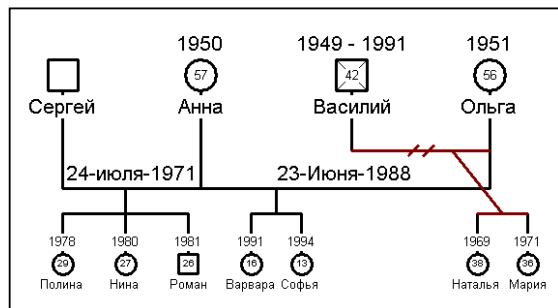 1950 1949 - 1991 1951
57 42 56
Сергей Анна Василий Ольга
24-июля-1971 23-Июня-1988
1978 1980 1981 1991 1994 1969 1971
29 27 26 16 13 38 36
Полина Нина Роман Варвара Софья Наталья Мария